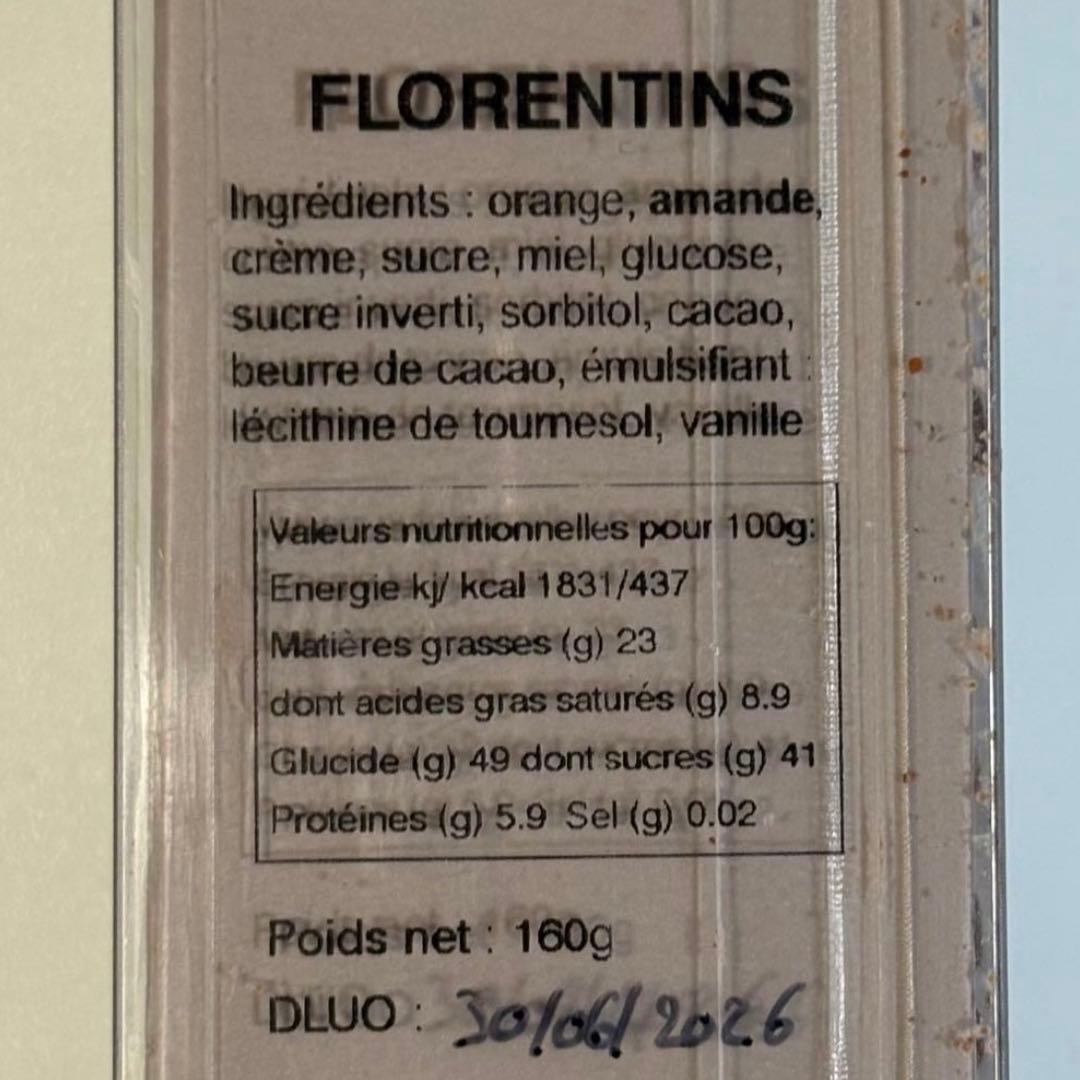 FLORENTINS
Ingrédients : orange, amande,
crème, sucre, miel, glucose,
sucre inverti, sorbitol, cacao,
beurre de cacao, émulsifiant :
lécithine de tournesol, vanille
Valeurs nutritionnelles pour 100g:
Energie kj/ kcal 1831/437
Matières grasses (g) 23
dont acides gras saturés (g) 8.9
Glucide (g) 49 dont sucres (g) 41
Protéines (g) 5.9 Sel (g) 0.02
Poids net : 160g
DLUO : 30/06/2026